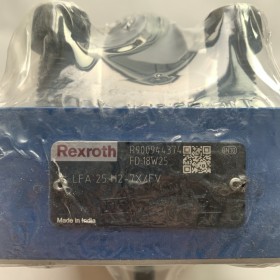 Rexroth
R900944374
FD:18W25
LFA 25 H2-7X/FV
Made in India